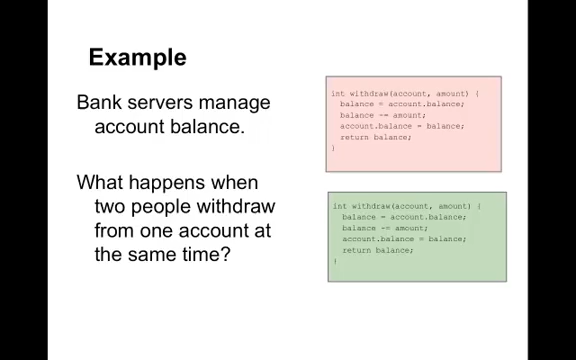 Example
Bank servers manage
account balance.
What happens when
two people withdraw
from one account at
the same time?
int withdraw(account, amount) {
balance = account.balance;
balance -= amount;
account.balance = balance;
return balance;
}
int withdraw(account, amount) {
balance = account.balance;
balance -= amount;
account.balance = balance;
return balance;
}